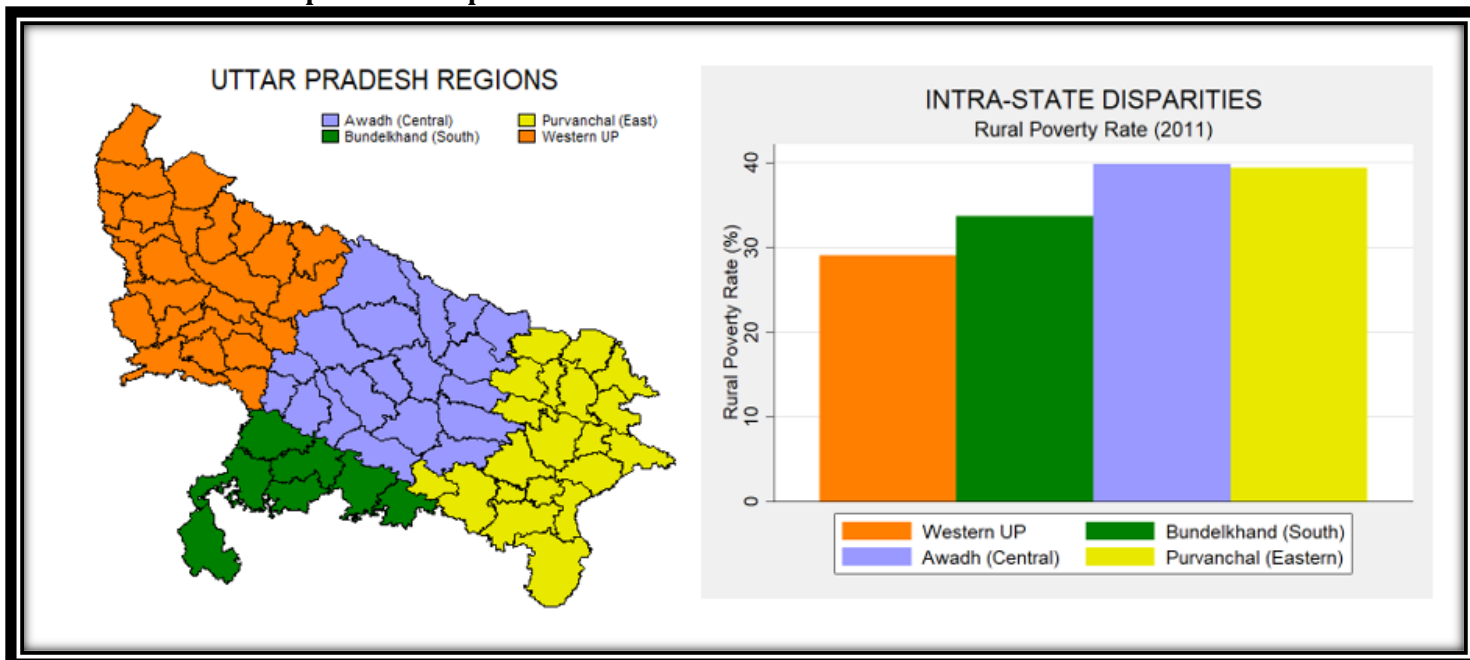 UTTAR PRADESH REGIONS
Awadh (Central)
Purvanchal (East)
Bundelkhand (South)
Western UP
INTRA-STATE DISPARITIES
Rural Poverty Rate (2011)
Rural Poverty Rate (%)
40
30
20
10
0
Western UP
Bundelkhand (South)
Awadh (Central)
Purvanchal (Eastern)